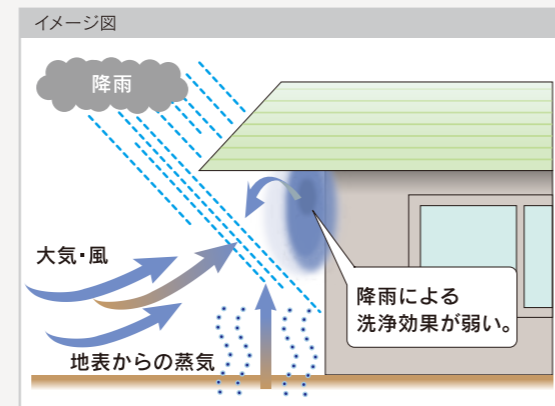 イメージ図
降雨
大気・風
降雨による
洗浄効果が弱い。
地表からの蒸気